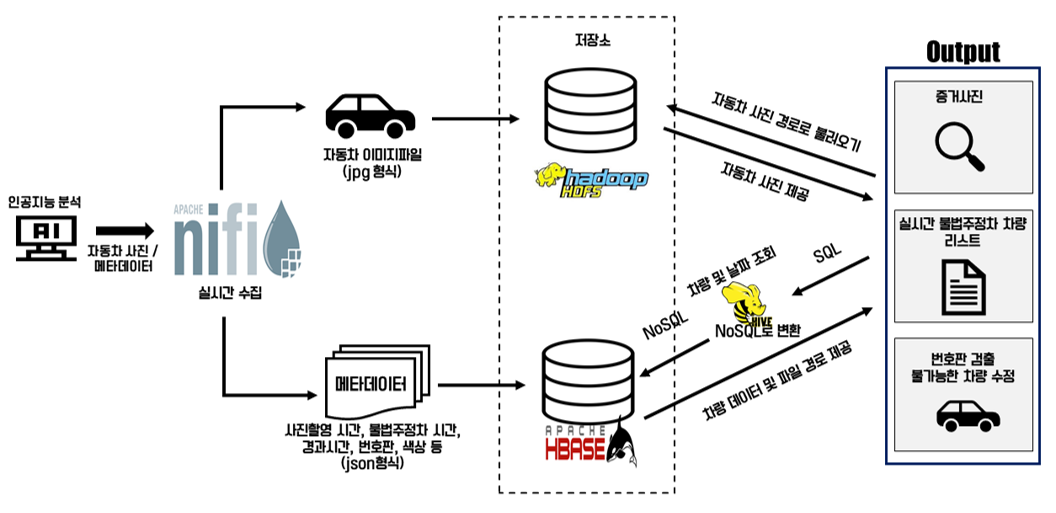 저장소
Output
자동차 이미지파일
(jpg 형식)
hadoop
HDFS
자동차 사진 경로로 불러오기
자동차 사진 제공
증거사진
인공지능 분석
AI
자동차 사진 /
메타데이터
APACHE
nifi
실시간 수집
실시간 불법주정차 차량
리스트
차량 및 날짜 조회
SQL
HIVE
NoSQL
NoSQL로 변환
차량 데이터 및 파일 경로 제공
메타데이터
사진촬영 시간, 불법주정차 시간,
경과시간, 번호판, 색상 등
(json형식)
APACHE
HBASE
번호판 검출
불가능한 차량 수정